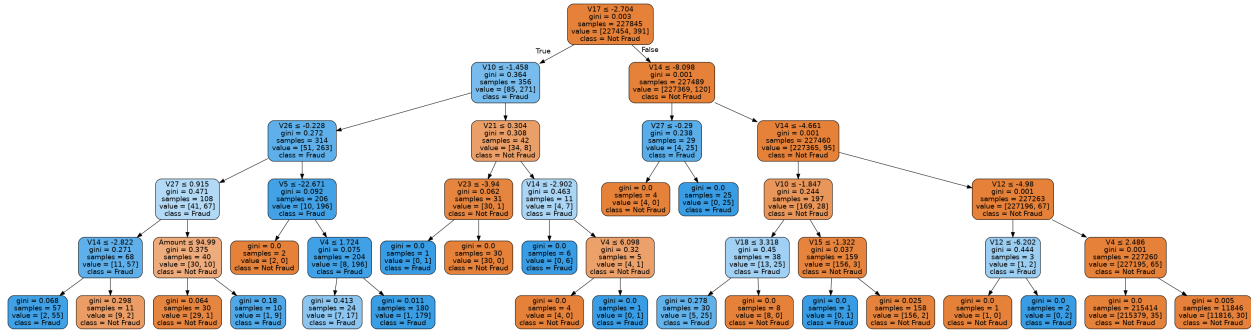 V17 ≤ -2.704
gini = 0.003
samples = 227845
value = [227454, 391]
class = Not Fraud
True
False
V10 ≤ -1.458
gini = 0.364
samples = 356
value = [85, 271]
class = Fraud
V14 ≤ -8.098
gini = 0.001
samples = 227489
value = [227369, 120]
class = Not Fraud
V26 ≤ -0.228
gini = 0.272
samples = 314
value = [51, 263]
class = Fraud
V21 ≤ 0.304
gini = 0.308
samples = 42
value = [34, 8]
class = Not Fraud
V27 ≤ -0.29
gini = 0.238
samples = 29
value = [4, 25]
class = Fraud
V14 ≤ -4.661
gini = 0.001
samples = 227460
value = [227365, 95]
class = Not Fraud
V27 ≤ 0.915
gini = 0.471
samples = 108
value = [41, 67]
class = Fraud
V5 ≤ -22.671
gini = 0.092
samples = 206
value = [10, 196]
class = Fraud
V23 ≤ -3.94
gini = 0.062
samples = 31
value = [30, 1]
class = Not Fraud
V14 ≤ -2.902
gini = 0.463
samples = 11
value = [4, 7]
class = Fraud
gini = 0.0
samples = 4
value = [4, 0]
class = Not Fraud
gini = 0.0
samples = 25
value = [0, 25]
class = Fraud
V10 ≤ -1.847
gini = 0.244
samples = 197
value = [169, 28]
class = Not Fraud
V12 ≤ -4.98
gini = 0.001
samples = 227263
value = [227196, 67]
class = Not Fraud
V14 ≤ -2.822
gini = 0.271
samples = 68
value = [11, 57]
class = Fraud
Amount ≤ 94.99
gini = 0.375
samples = 40
value = [30, 10]
class = Not Fraud
gini = 0.0
samples = 2
value = [2, 0]
class = Not Fraud
V4 ≤ 1.724
gini = 0.075
samples = 204
value = [8, 196]
class = Fraud
gini = 0.0
samples = 1
value = [0, 1]
class = Fraud
gini = 0.0
samples = 30
value = [30, 0]
class = Not Fraud
gini = 0.0
samples = 6
value = [0, 6]
class = Fraud
V4 ≤ 6.098
gini = 0.32
samples = 5
value = [4, 1]
class = Not Fraud
V18 ≤ 3.318
gini = 0.45
samples = 38
value = [13, 25]
class = Fraud
V15 ≤ -1.322
gini = 0.037
samples = 159
value = [156, 3]
class = Not Fraud
V12 ≤ -6.202
gini = 0.444
samples = 3
value = [1, 2]
class = Fraud
V4 ≤ 2.486
gini = 0.001
samples = 227260
value = [227195, 65]
class = Not Fraud
gini = 0.068
samples = 57
value = [2, 55]
class = Fraud
gini = 0.298
samples = 11
value = [9, 2]
class = Not Fraud
gini = 0.064
samples = 30
value = [29, 1]
class = Not Fraud
gini = 0.18
samples = 10
value = [1, 9]
class = Fraud
gini = 0.413
samples = 24
value = [7, 17]
class = Fraud
gini = 0.011
samples = 180
value = [1, 179]
class = Fraud
gini = 0.0
samples = 4
value = [4, 0]
class = Not Fraud
gini = 0.0
samples = 1
value = [0, 1]
class = Fraud
gini = 0.278
samples = 30
value = [5, 25]
class = Fraud
gini = 0.0
samples = 8
value = [8, 0]
class = Not Fraud
gini = 0.0
samples = 1
value = [0, 1]
class = Fraud
gini = 0.025
samples = 158
value = [156, 2]
class = Not Fraud
gini = 0.0
samples = 1
value = [1, 0]
class = Not Fraud
gini = 0.0
samples = 2
value = [0, 2]
class = Fraud
gini = 0.0
samples = 215414
value = [215379, 35]
class = Not Fraud
gini = 0.005
samples = 11846
value = [11816, 30]
class = Not Fraud